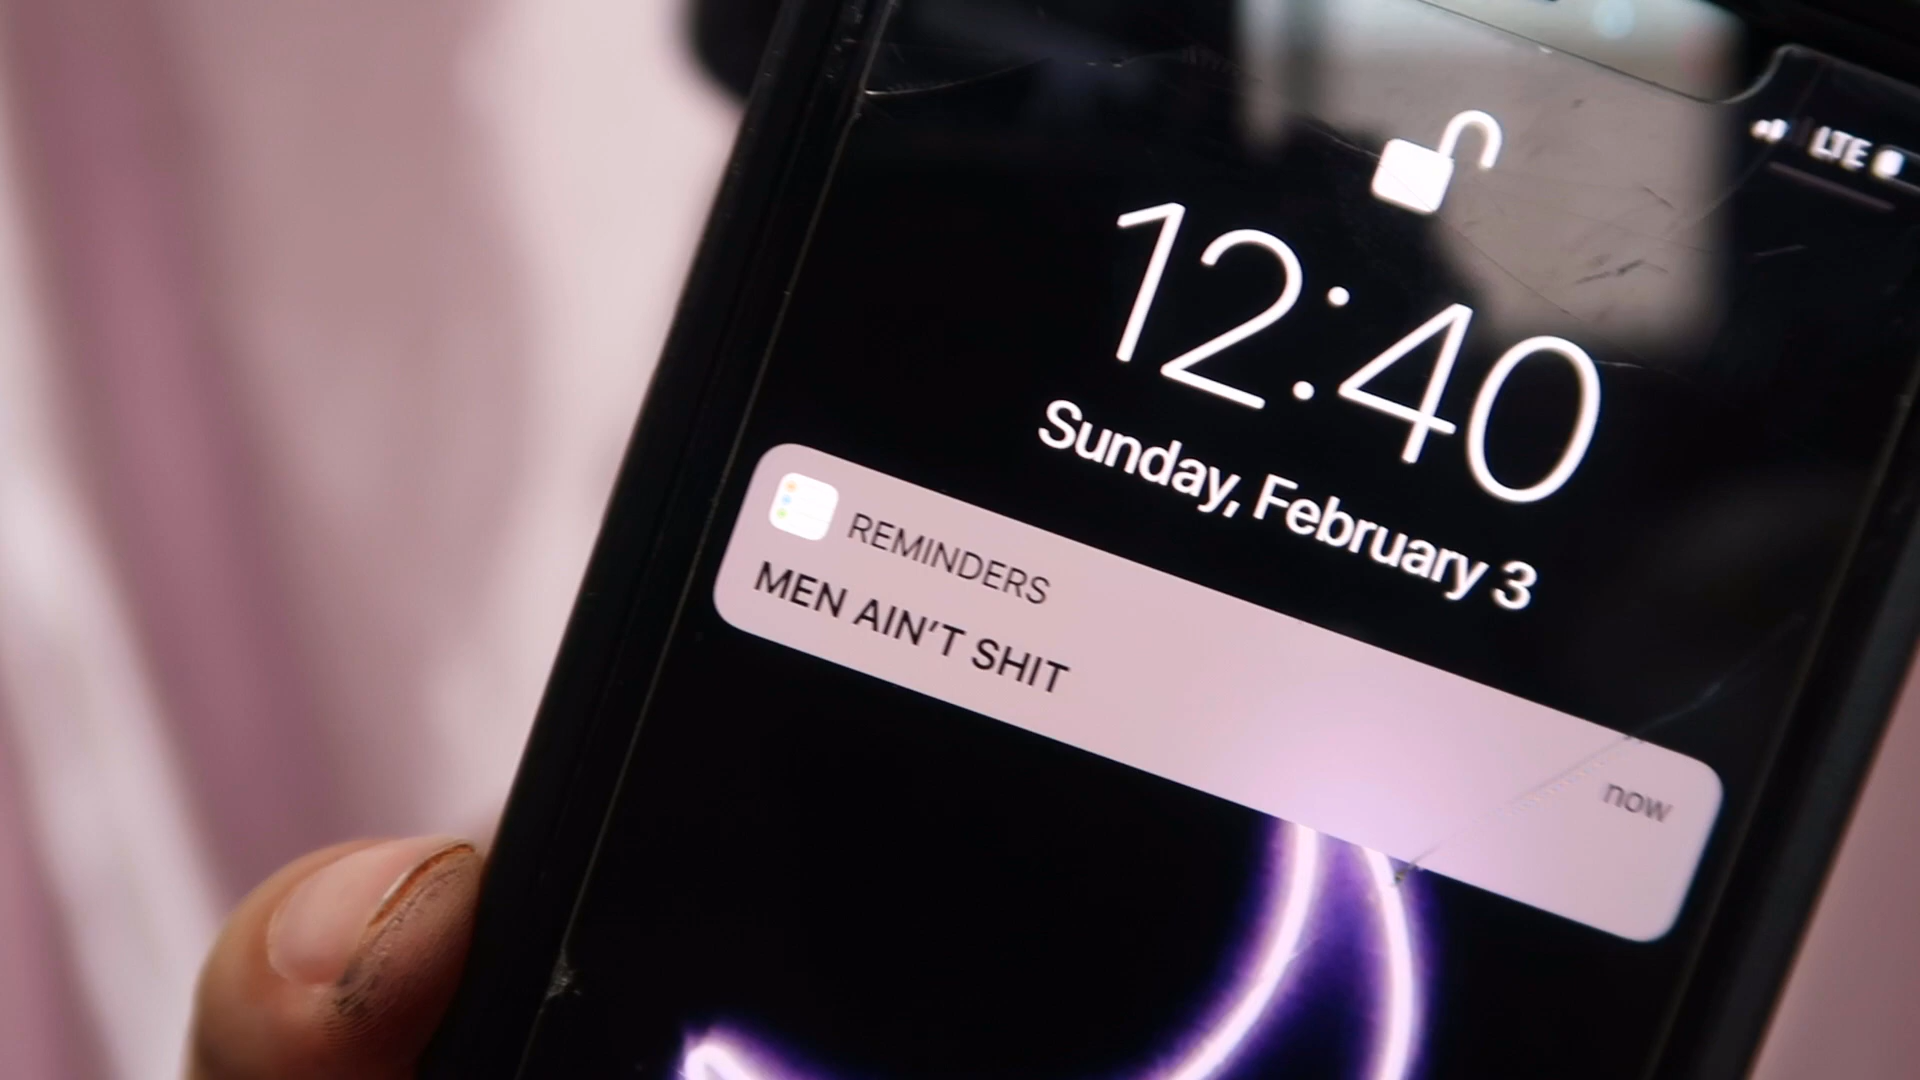 LTE
12:40
Sunday, February 3
REMINDERS
MEN AIN'T SHIT
now